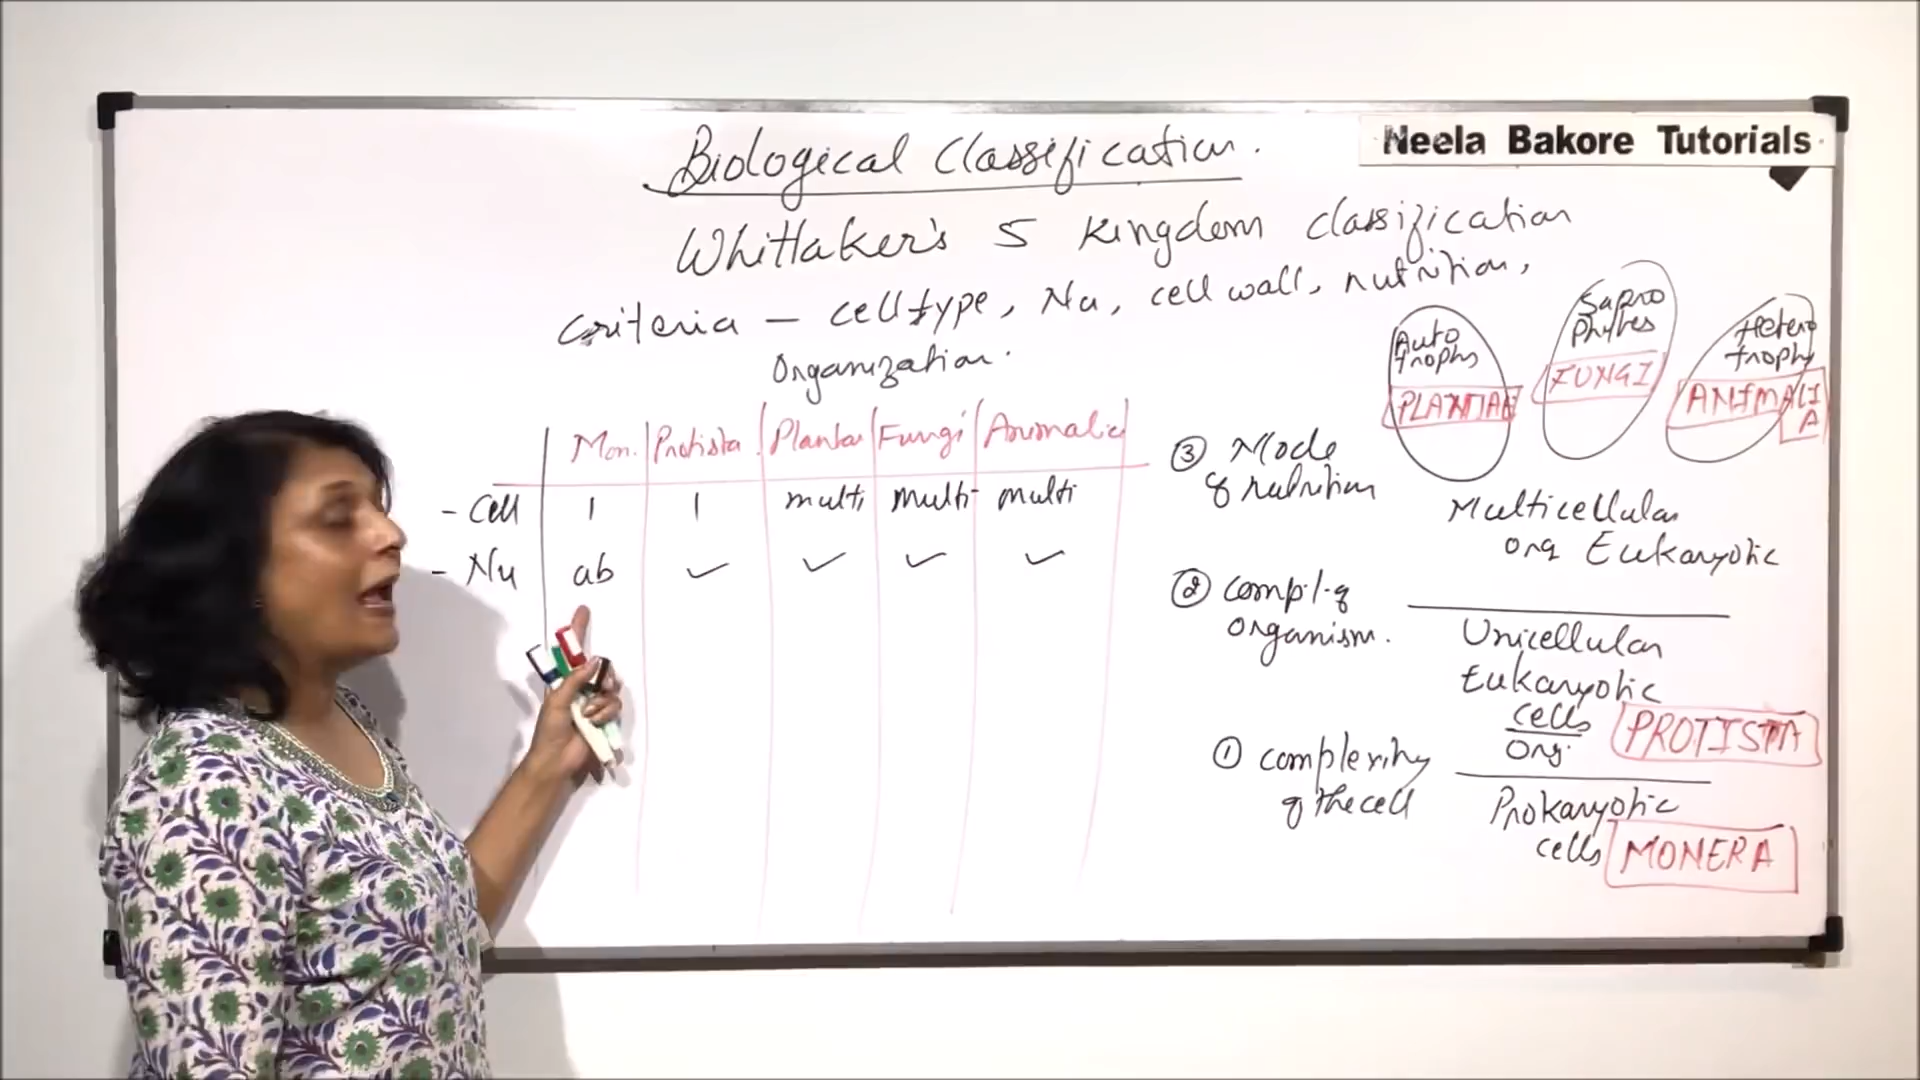 Biological Classification.
Neela Bakore Tutorials
Whittaker's 5 Kingdom classification
Criteria – cell type, Nu, cell wall, nutrition,
Organization.
Mon. Protista Plantae Fungi Animalia
- Cell 1 1 multi multi multi
- Nu ab ✓ ✓ ✓ ✓
Auto
trophs
PLANTAE
Sapro
phytes
FUNGI
Hetero
trophs
ANIMALI
A
③ Mode
of nutrition
Multicellular
org Eukaryotic
② Compl. of
organism.
Unicellular
Eukaryotic
cells
Org.
PROTISTA
① complexity
of the cell
Prokaryotic
cells MONERA